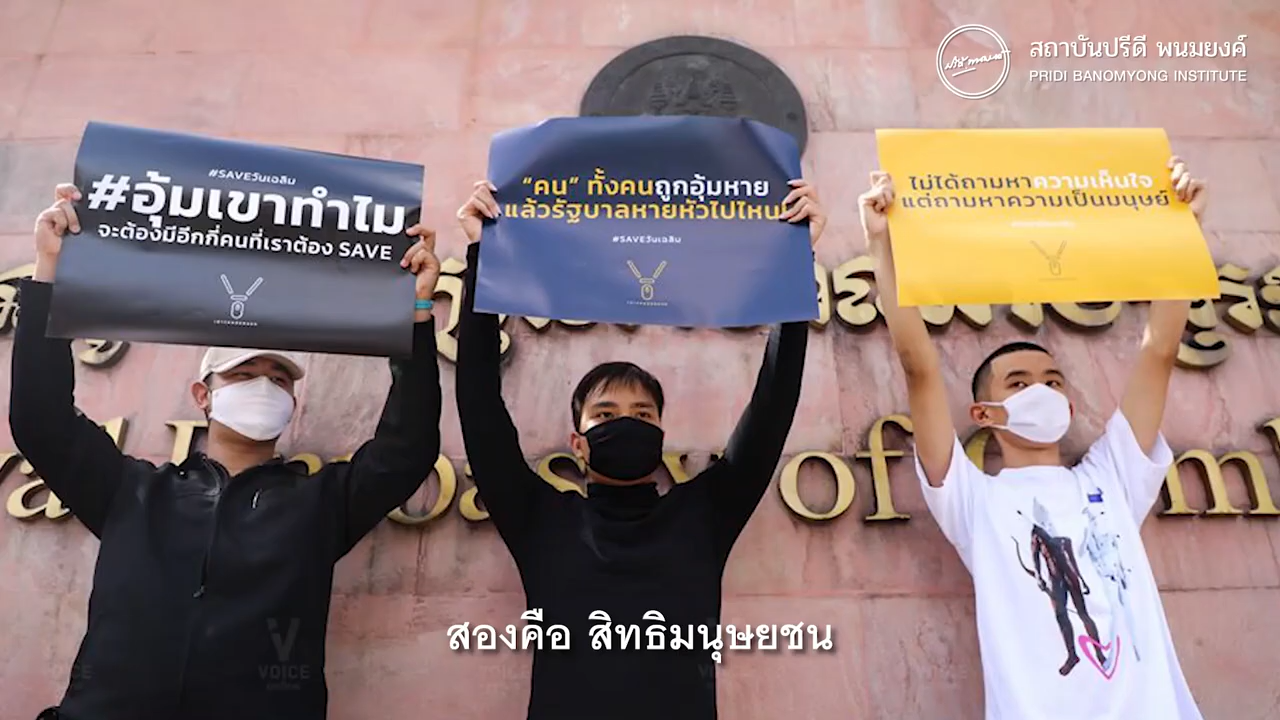 สถาบันปรีดี พนมยงค์
PRIDI BANOMYONG INSTITUTE
#SAVEวันเฉลิม
#อุ้มเขาทำไม
จะต้องมีอีกกี่คนที่เราต้อง SAVE
“คน” ทั้งคนถูกอุ้มหาย
แล้วรัฐบาลหายหัวไปไหน
#SAVEวันเฉลิม
ไม่ได้ถามหาความเห็นใจ
แต่ถามหาความเป็นมนุษย์
of
สองคือ สิทธิมนุษยชน
VOICE
VOICE